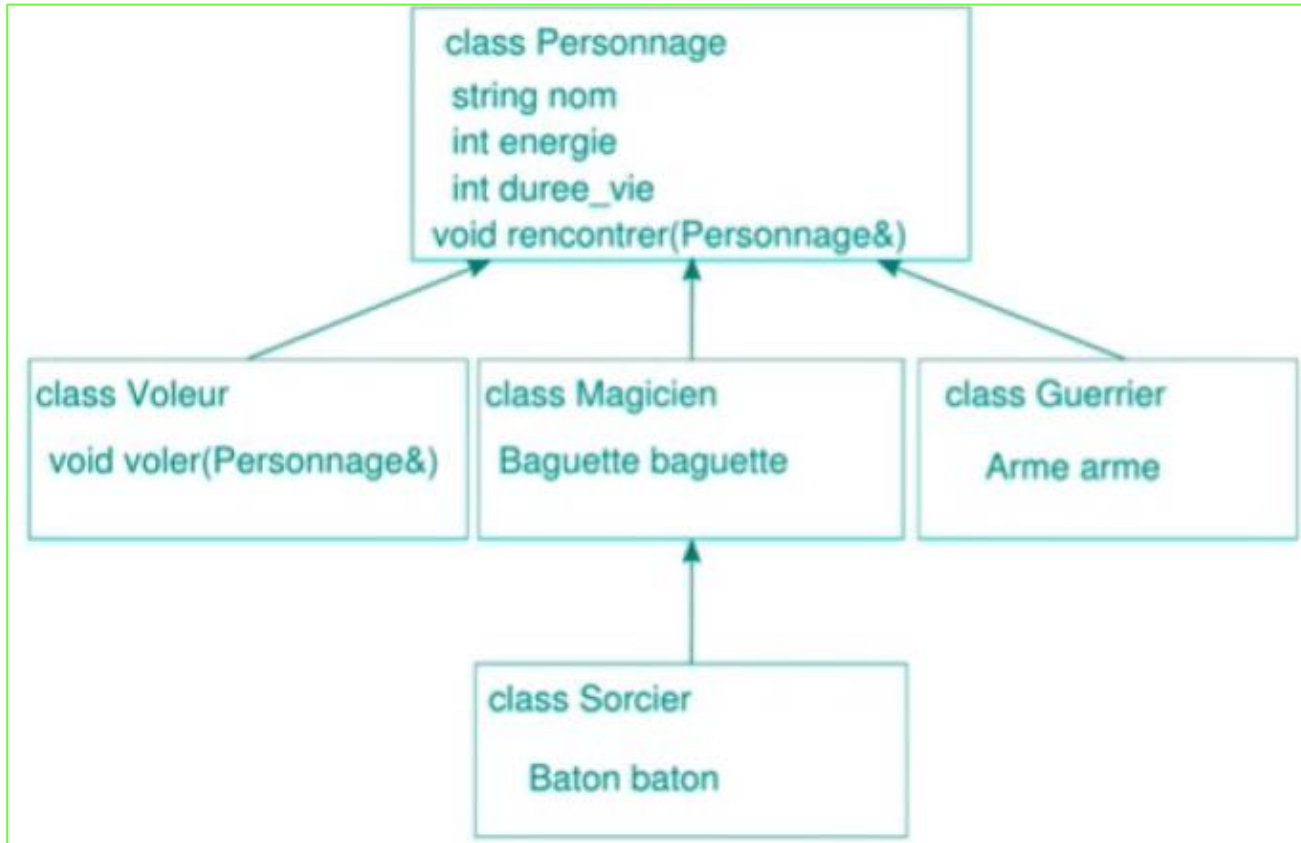 class Personnage
string nom
int energie
int duree_vie
void rencontrer(Personnage&)
class Voleur
void voler(Personnage&)
class Magicien
Baguette baguette
class Guerrier
Arme arme
class Sorcier
Baton baton